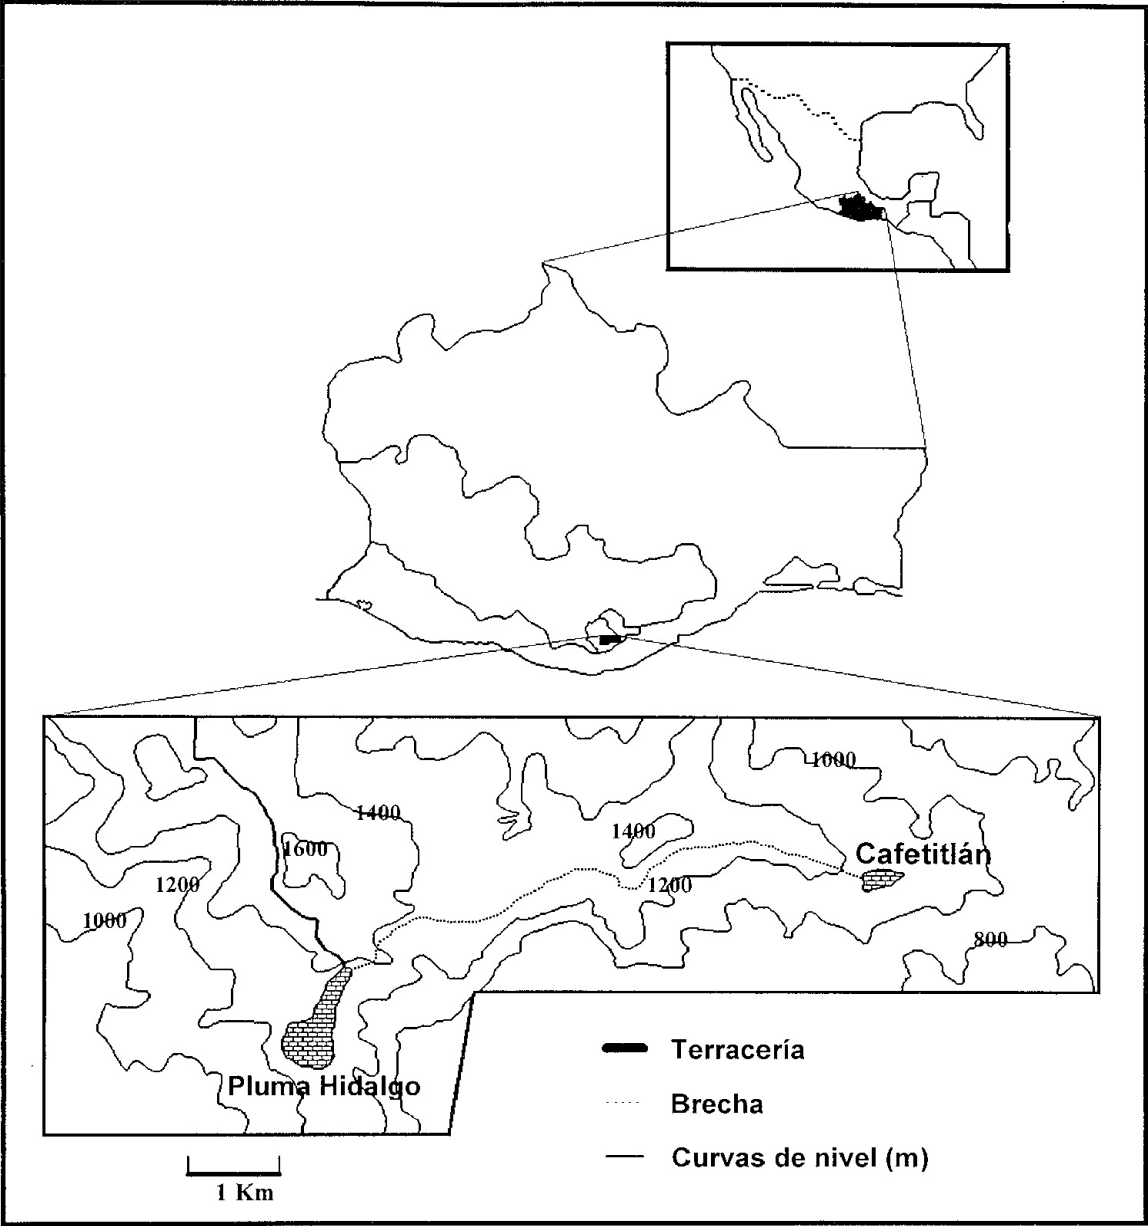 1000
1400
1400
1600
Cafetitlán
1200
1200
1000
800
Pluma Hidalgo
Terracería
Brecha
Curvas de nivel (m)
1 Km